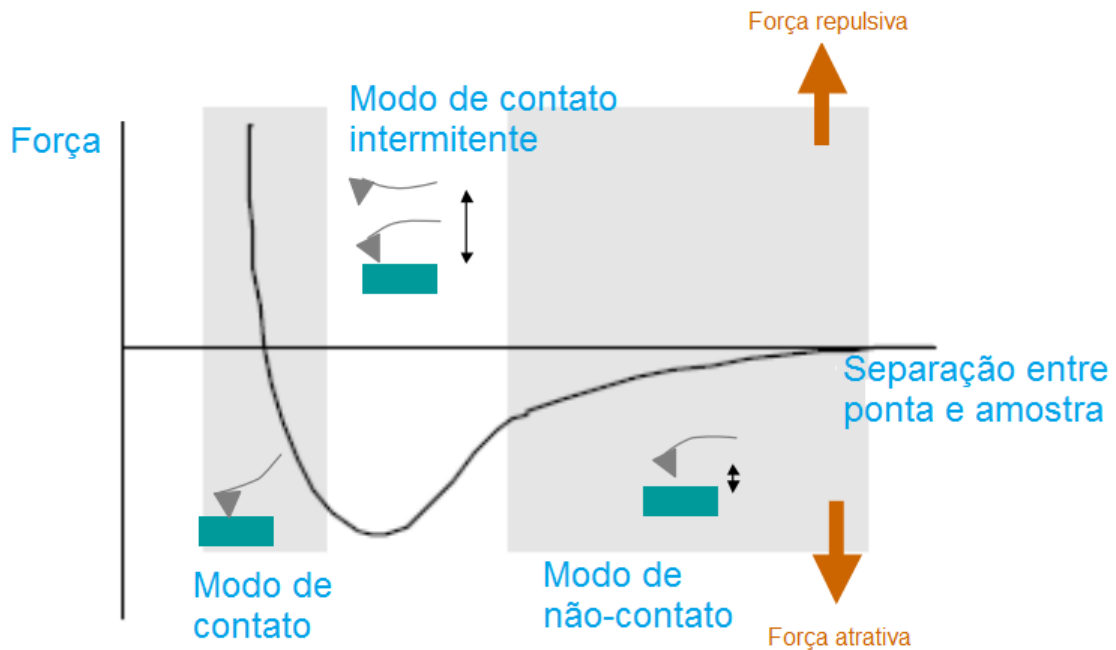 Força repulsiva
Modo de contato
intermitente
Força
Separação entre
ponta e amostra
Modo de
contato
Modo de
não-contato
Força atrativa